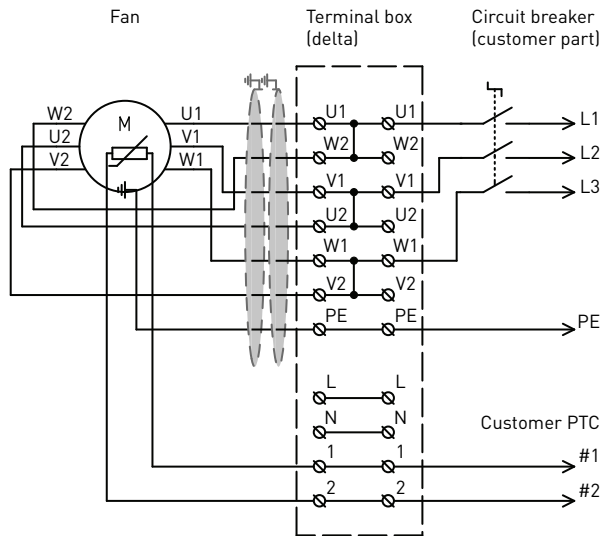 Fan
Terminal box
(delta)
Circuit breaker
(customer part)
W2
U2
V2
M
U1
V1
W1
U1 U1
W2 W2
V1 V1
U2 U2
W1 W1
V2 V2
PE PE
L L
N N
1 1
2 2
L1
L2
L3
PE
Customer PTC
#1
#2